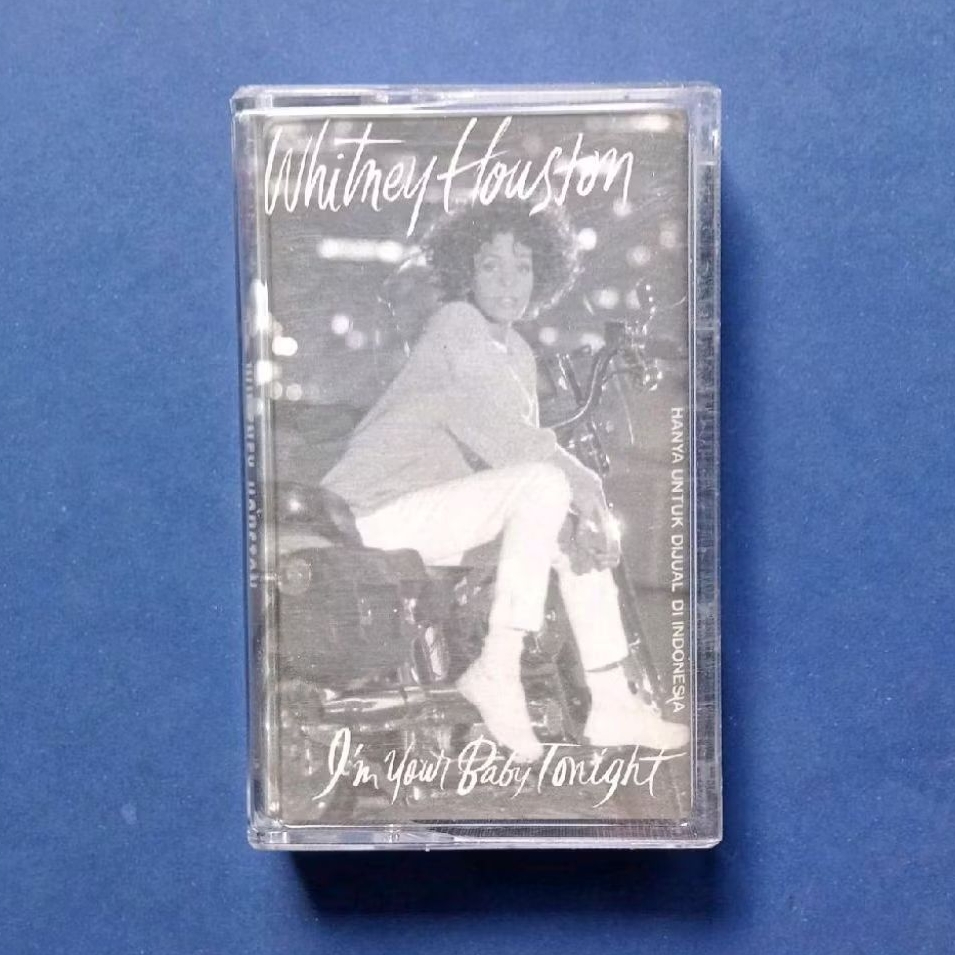 Whitney Houston
HANYA UNTUK DIJUAL DI INDONESIA
I'm Your Baby Tonight